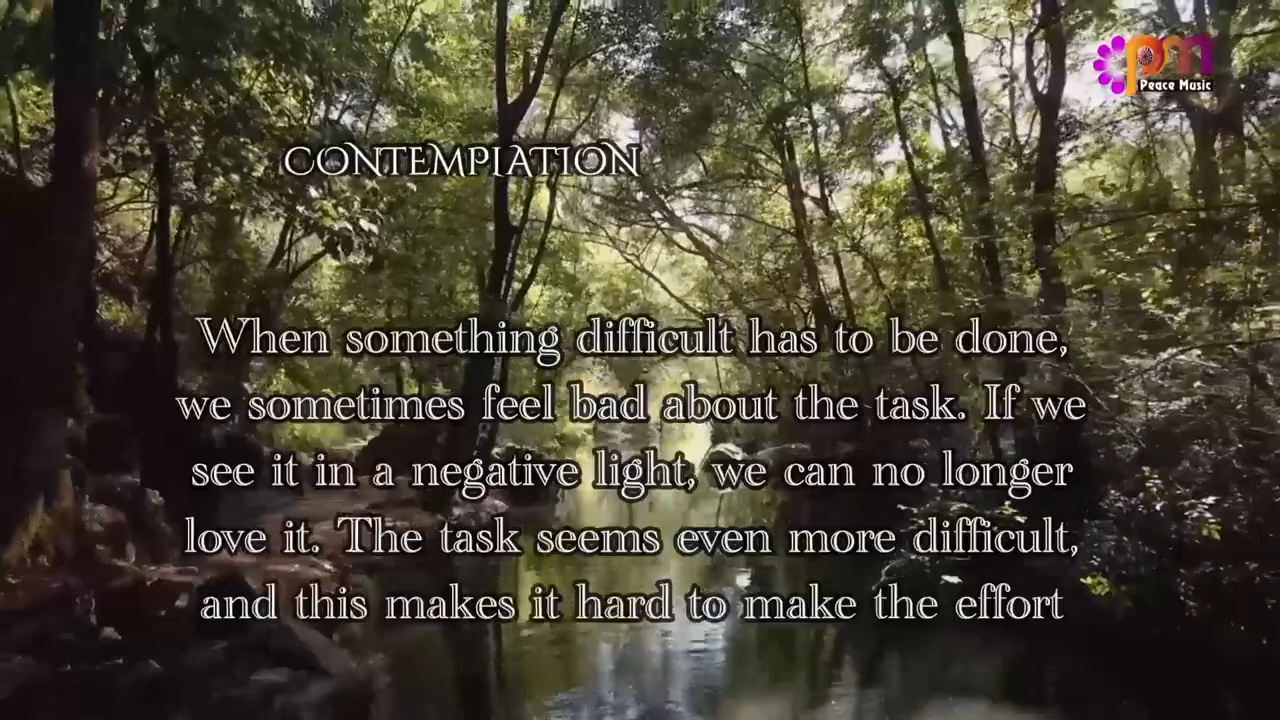 pm
Peace Music
CONTEMPLATION
When something difficult has to be done,
we sometimes feel bad about the task. If we
see it in a negative light, we can no longer
love it. The task seems even more difficult,
and this makes it hard to make the effort